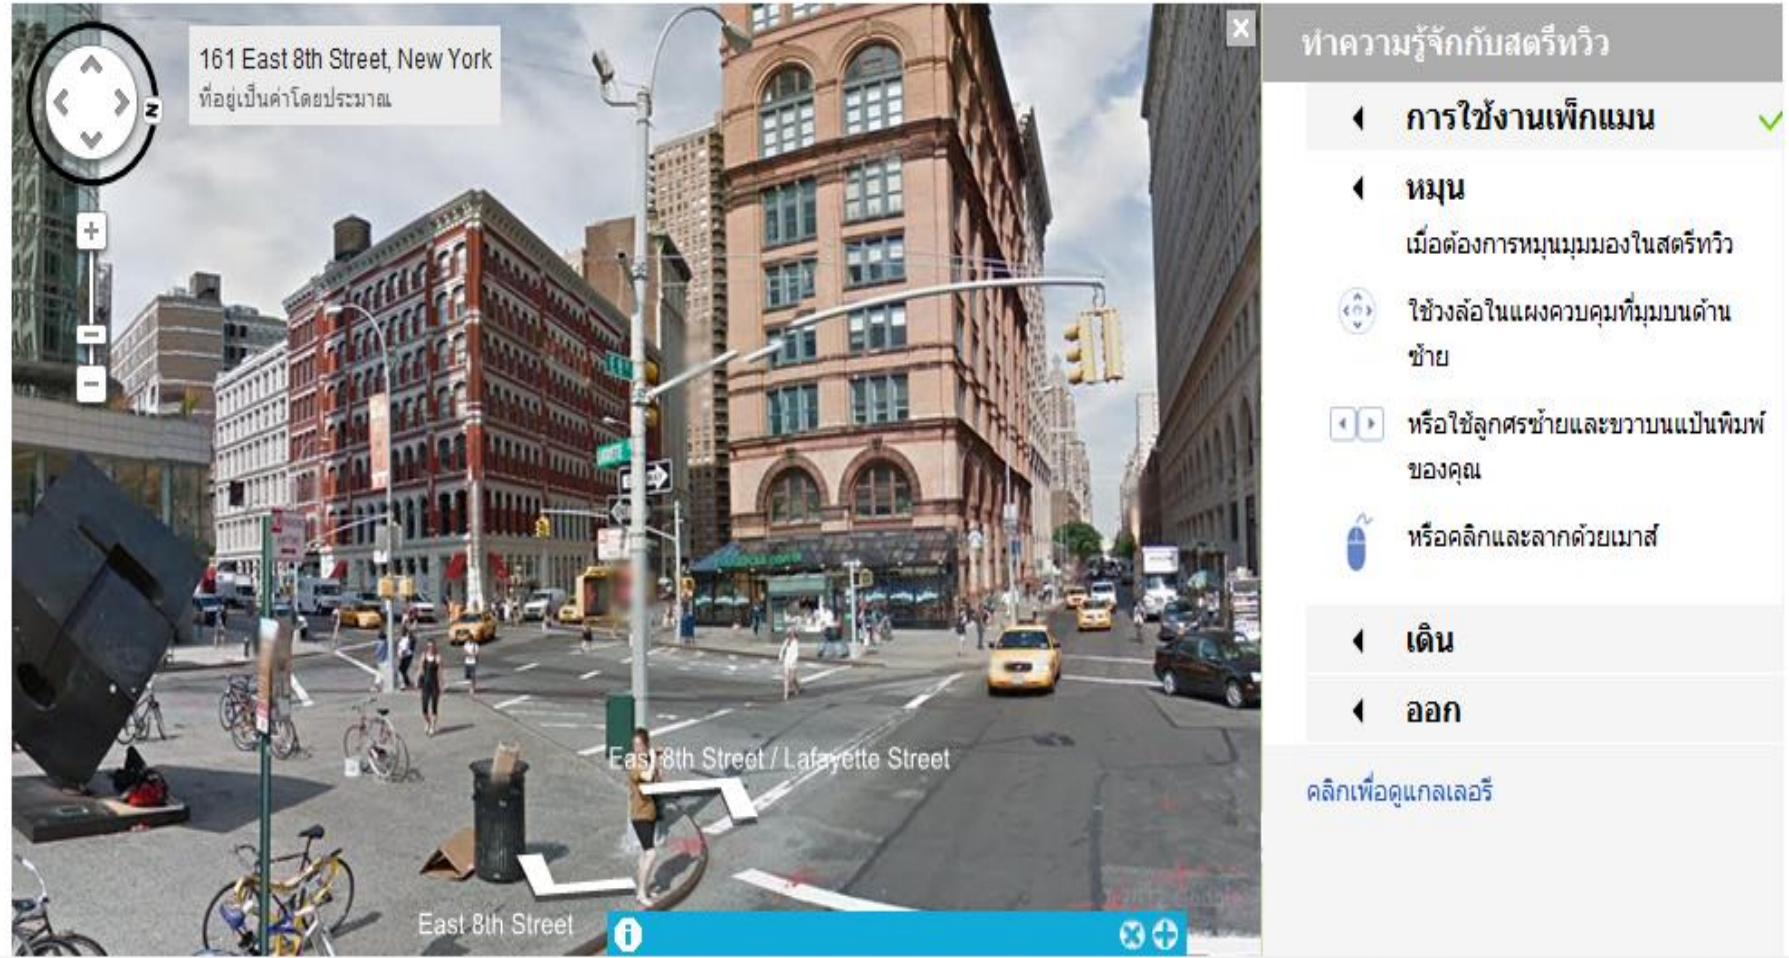 161 East 8th Street, New York
ที่อยู่เป็นค่าโดยประมาณ
N
East 8th Street / Lafayette Street
East 8th Street
ทำความรู้จักกับสตรีทวิว
การใช้งานเพ็กแมน
หมุน
เมื่อต้องการหมุนมุมมองในสตรีทวิว
ใช้วงล้อในแผงควบคุมที่มุมบนด้าน
ซ้าย
หรือใช้ลูกศรซ้ายและขวาบนแป้นพิมพ์
ของคุณ
หรือคลิกและลากด้วยเมาส์
เดิน
ออก
คลิกเพื่อดูแกลเลอรี